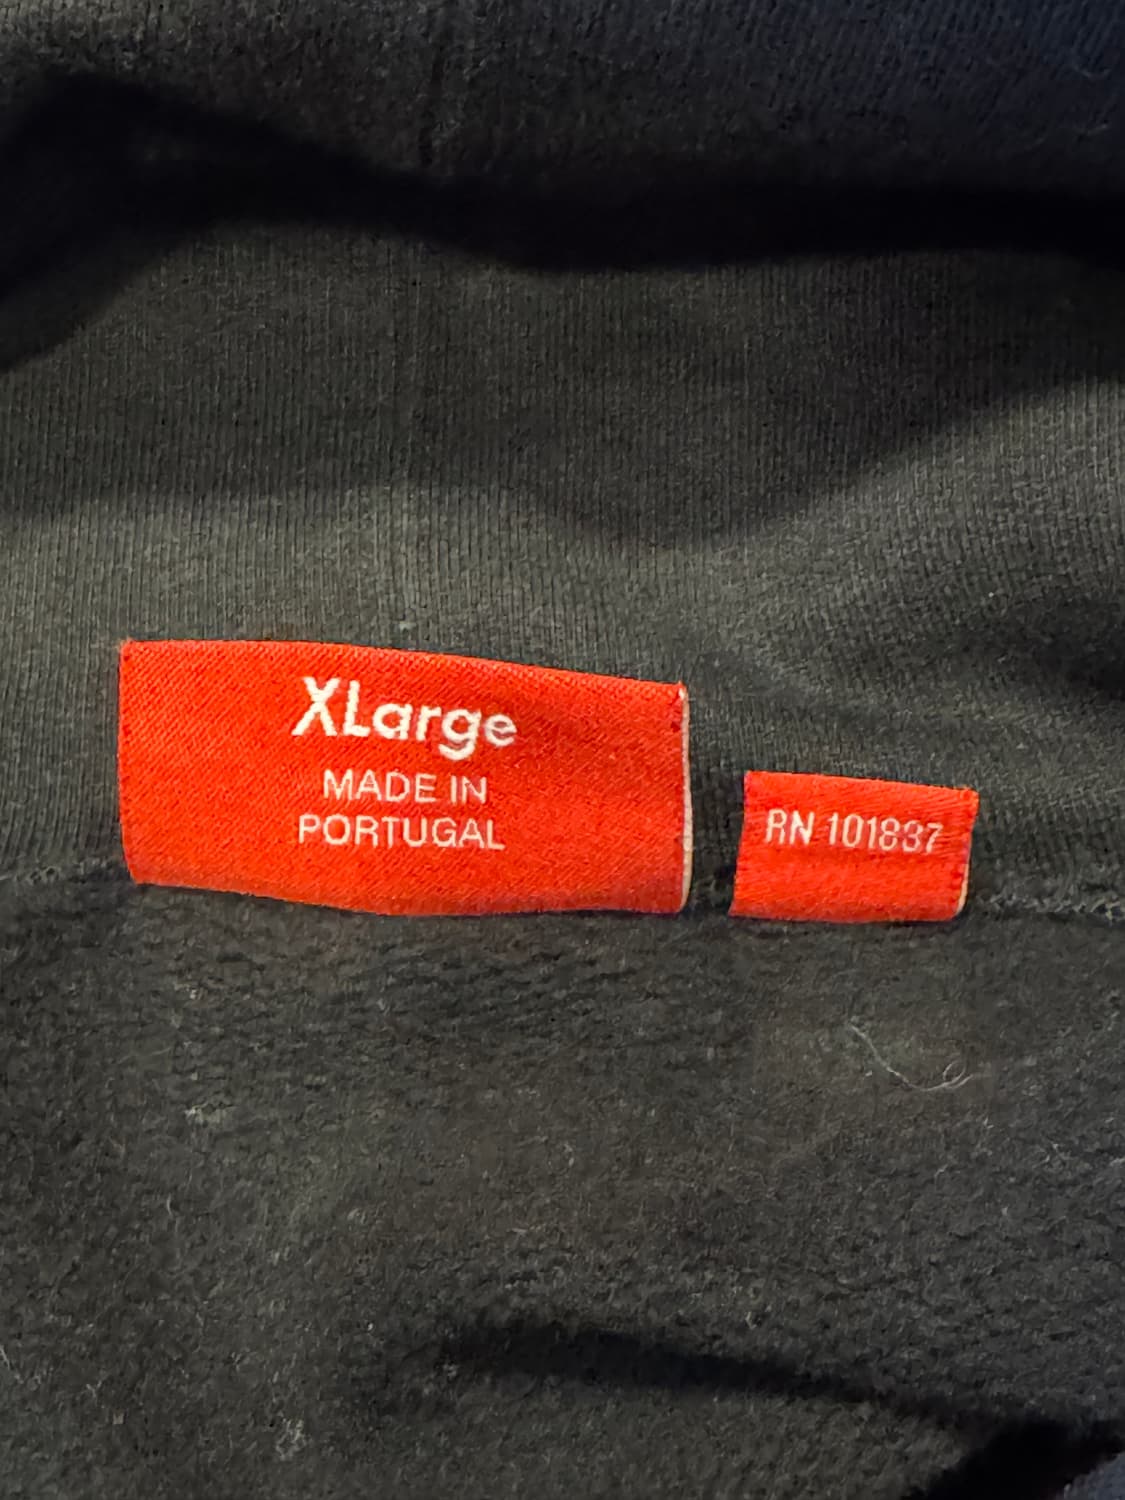 XLarge
MADE IN
PORTUGAL
RN 101837